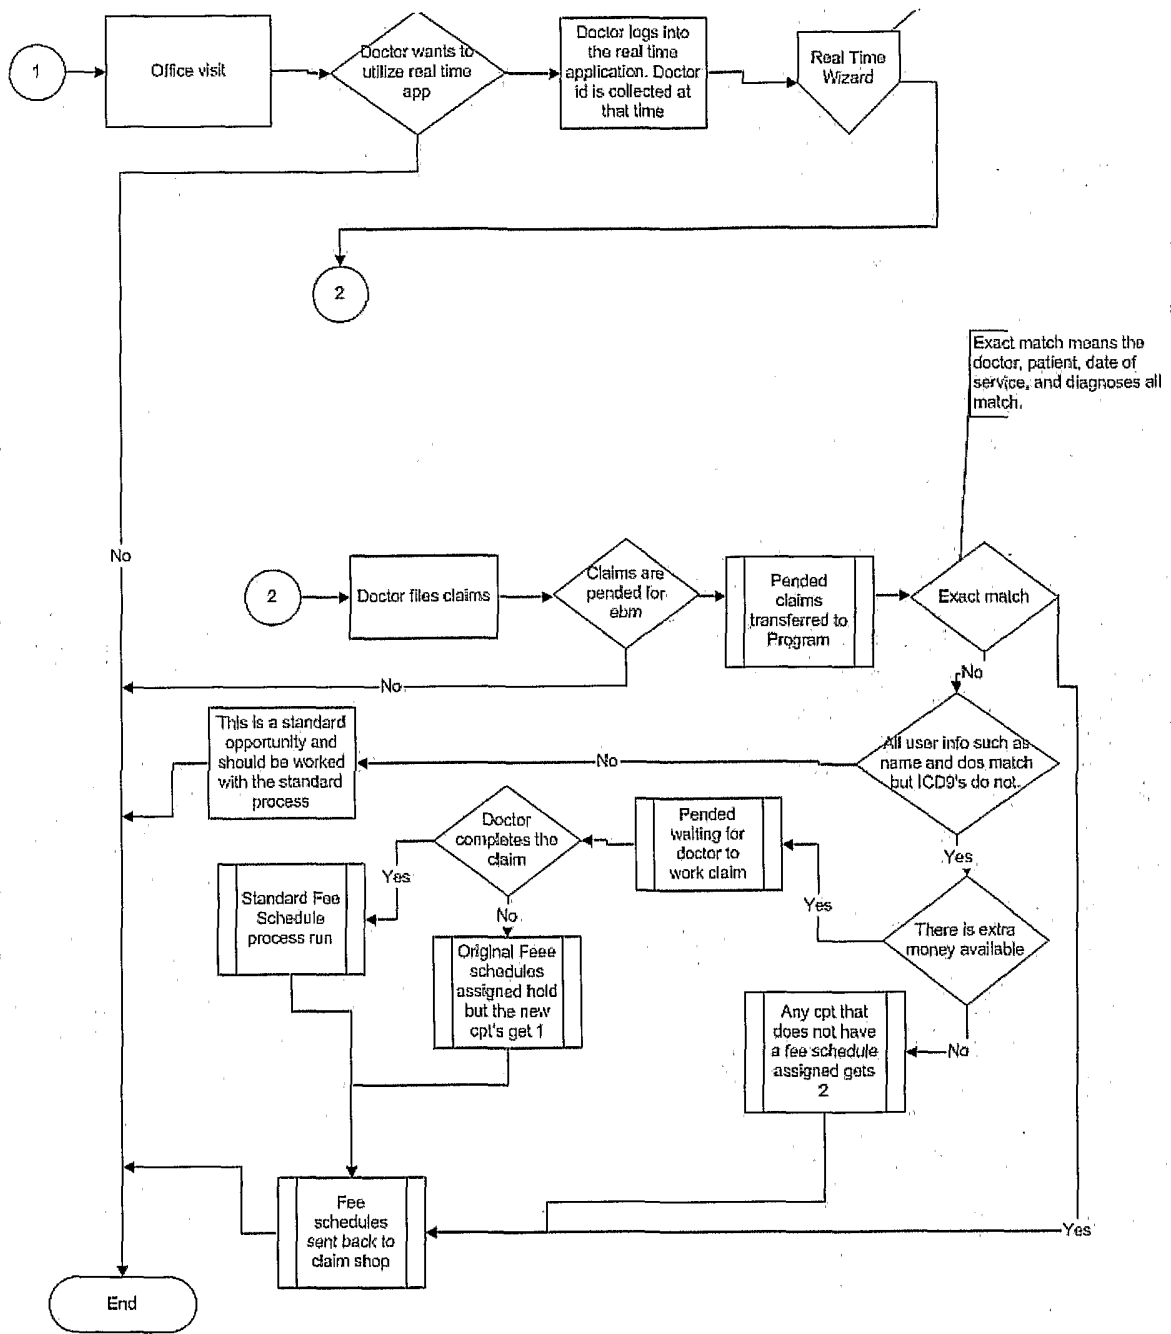 1
Office visit
Doctor wants to
utilize real time
app
Doctor logs into
the real time
application. Doctor
id is collected at
that time
Real Time
Wizard
2
Exact match means the
doctor, patient, date of
service, and diagnoses all
match.
No
2
Doctor files claims
Claims are
pended for
ebm
Pended
claims
transferred to
Program
Exact match
No
No
This is a standard
opportunity and
should be worked
with the standard
process
No
All user info such as
name and dos match
but ICD9's do not.
Yes
Doctor
completes the
claim
Pended
waiting for
doctor to
work claim
Yes
Yes
There is extra
money available
Standard Fee
Schedule
process run
No
Original Feee
schedules
assigned hold
but the new
cpt's get 1
Any cpt that
does not have
a fee schedule
assigned gets
2
No
Fee
schedules
sent back to
claim shop
Yes
End